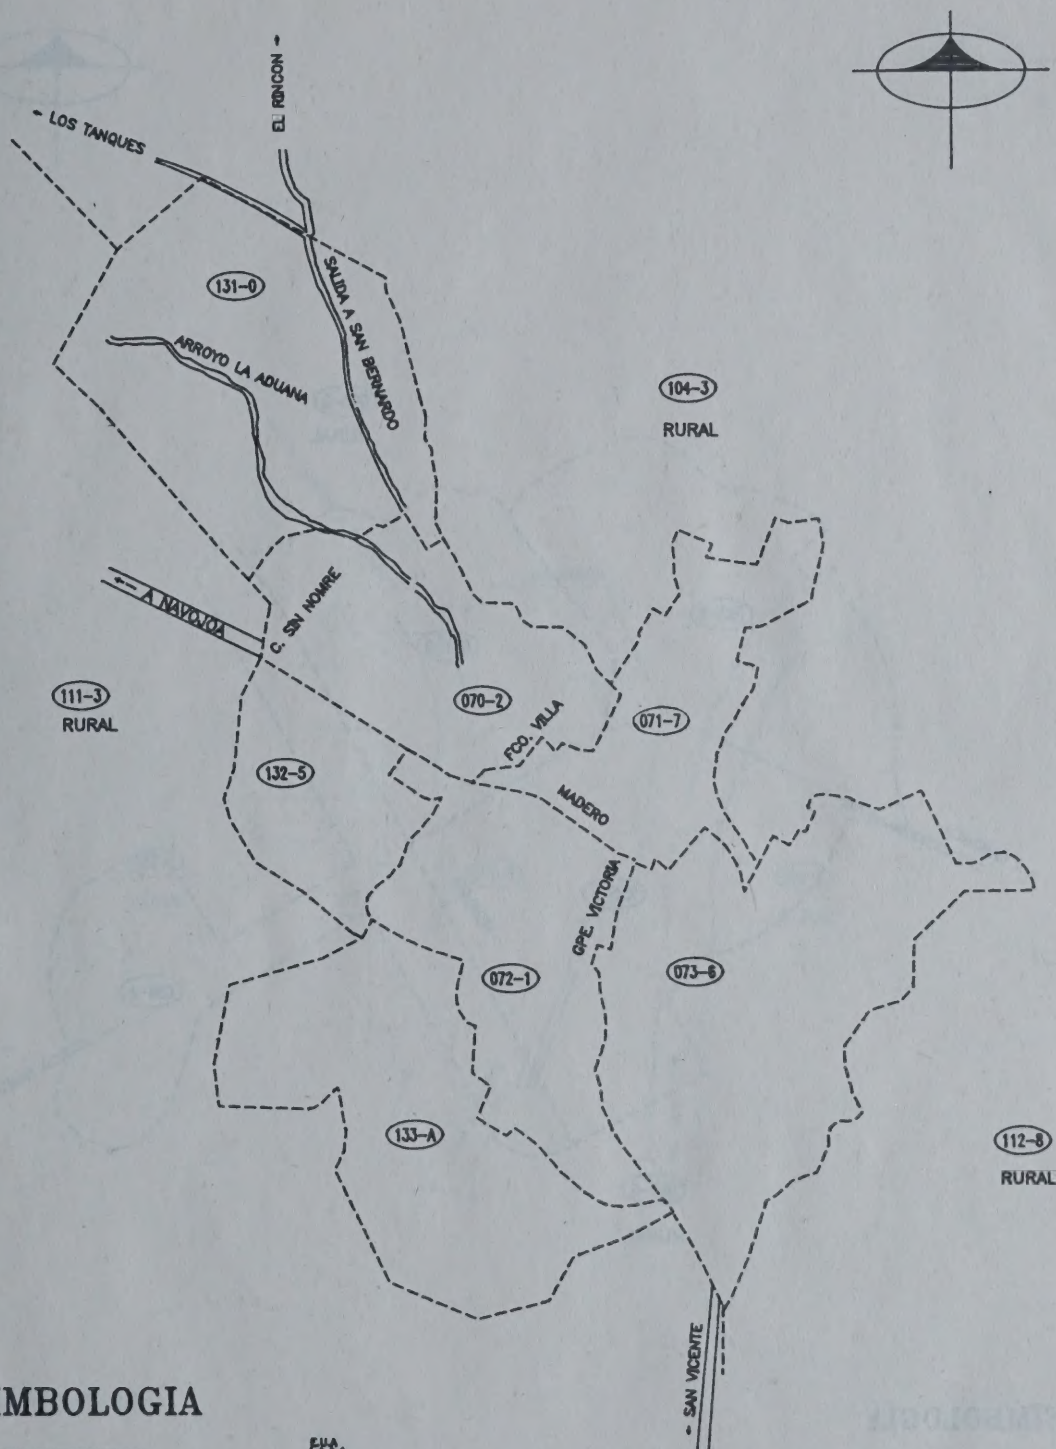 EL RINCON
LOS TANQUES
131-0
SALIDA A SAN BERNARDO
ARROYO LA ADUANA
104-3
RURAL
A NAVOJOA
C. SIN NOMRE
111-3
RURAL
070-2
FCO. VILLA
071-7
132-5
MADERO
GPE. VICTORIA
072-1
073-6
133-A
112-8
RURAL
SAN VICENTE
IMBOLOGIA